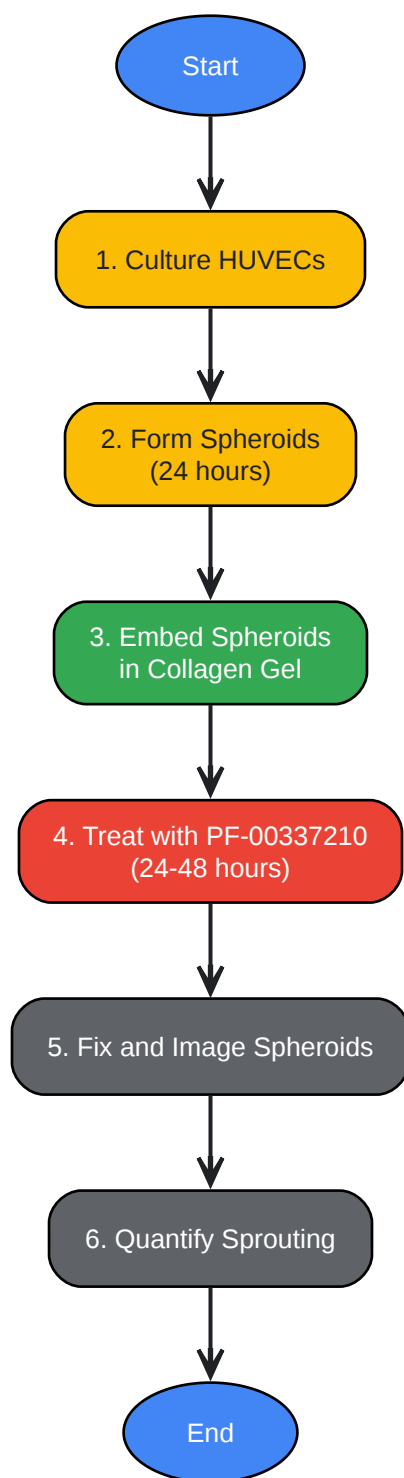 Start
1. Culture HUVECs
2. Form Spheroids
(24 hours)
3. Embed Spheroids
in Collagen Gel
4. Treat with PF-00337210
(24-48 hours)
5. Fix and Image Spheroids
6. Quantify Sprouting
End